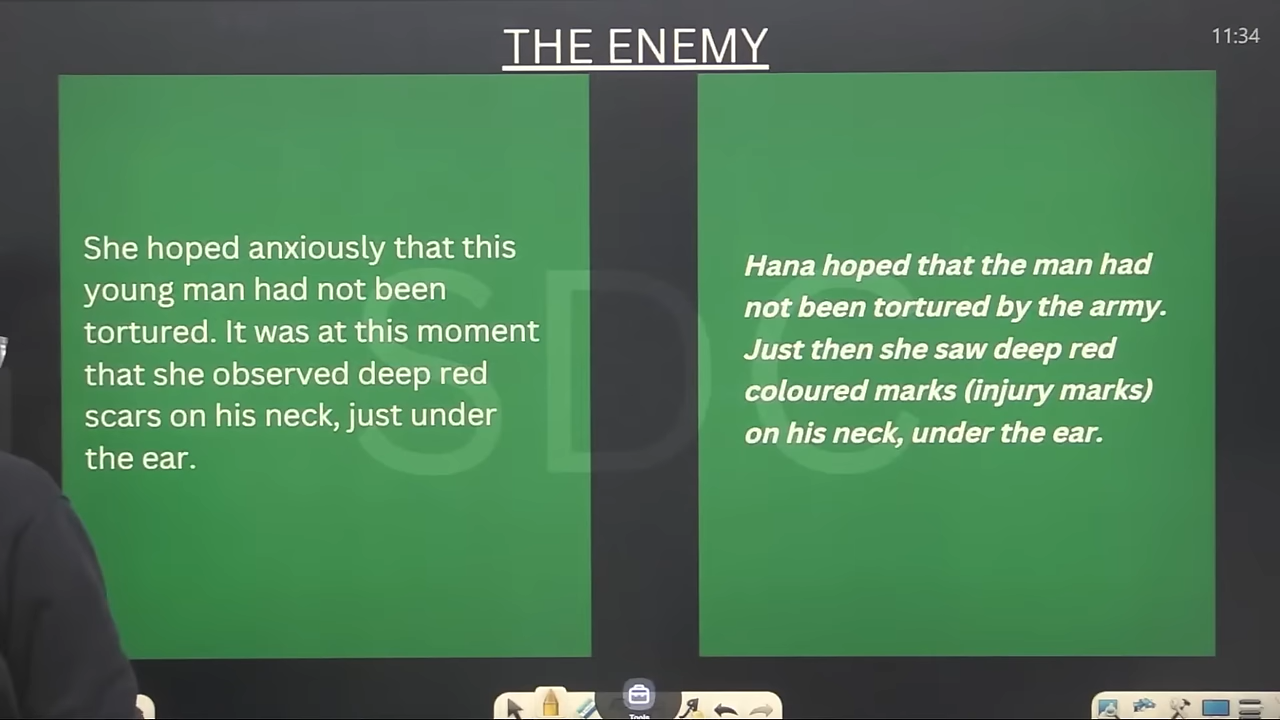 THE ENEMY
11:34
She hoped anxiously that this
young man had not been
tortured. It was at this moment
that she observed deep red
scars on his neck, just under
the ear.
Hana hoped that the man had
not been tortured by the army.
Just then she saw deep red
coloured marks (injury marks)
on his neck, under the ear.
SDC
Tools